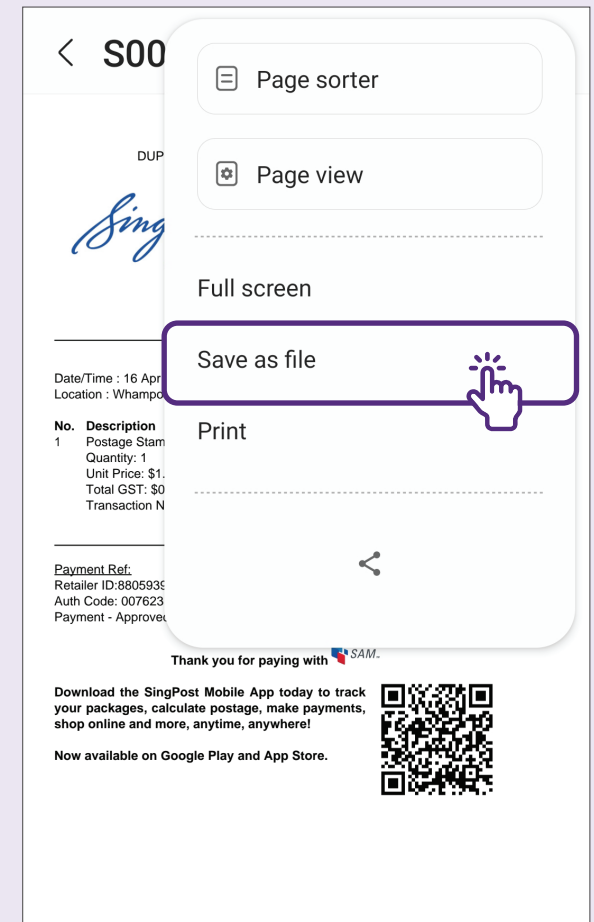 S00
Page sorter
DUP
Page view
Sing
Full screen
Save as file
Date/Time : 16 Apr
Location : Whampo
Print
No. Description
1 Postage Stam
Quantity: 1
Unit Price: $1.
Total GST: $0
Transaction N
Payment Ref:
Retailer ID:8805939
Auth Code: 007623
Payment - Approved
Thank you for paying with SAM
Download the SingPost Mobile App today to track
your packages, calculate postage, make payments,
shop online and more, anytime, anywhere!
Now available on Google Play and App Store.